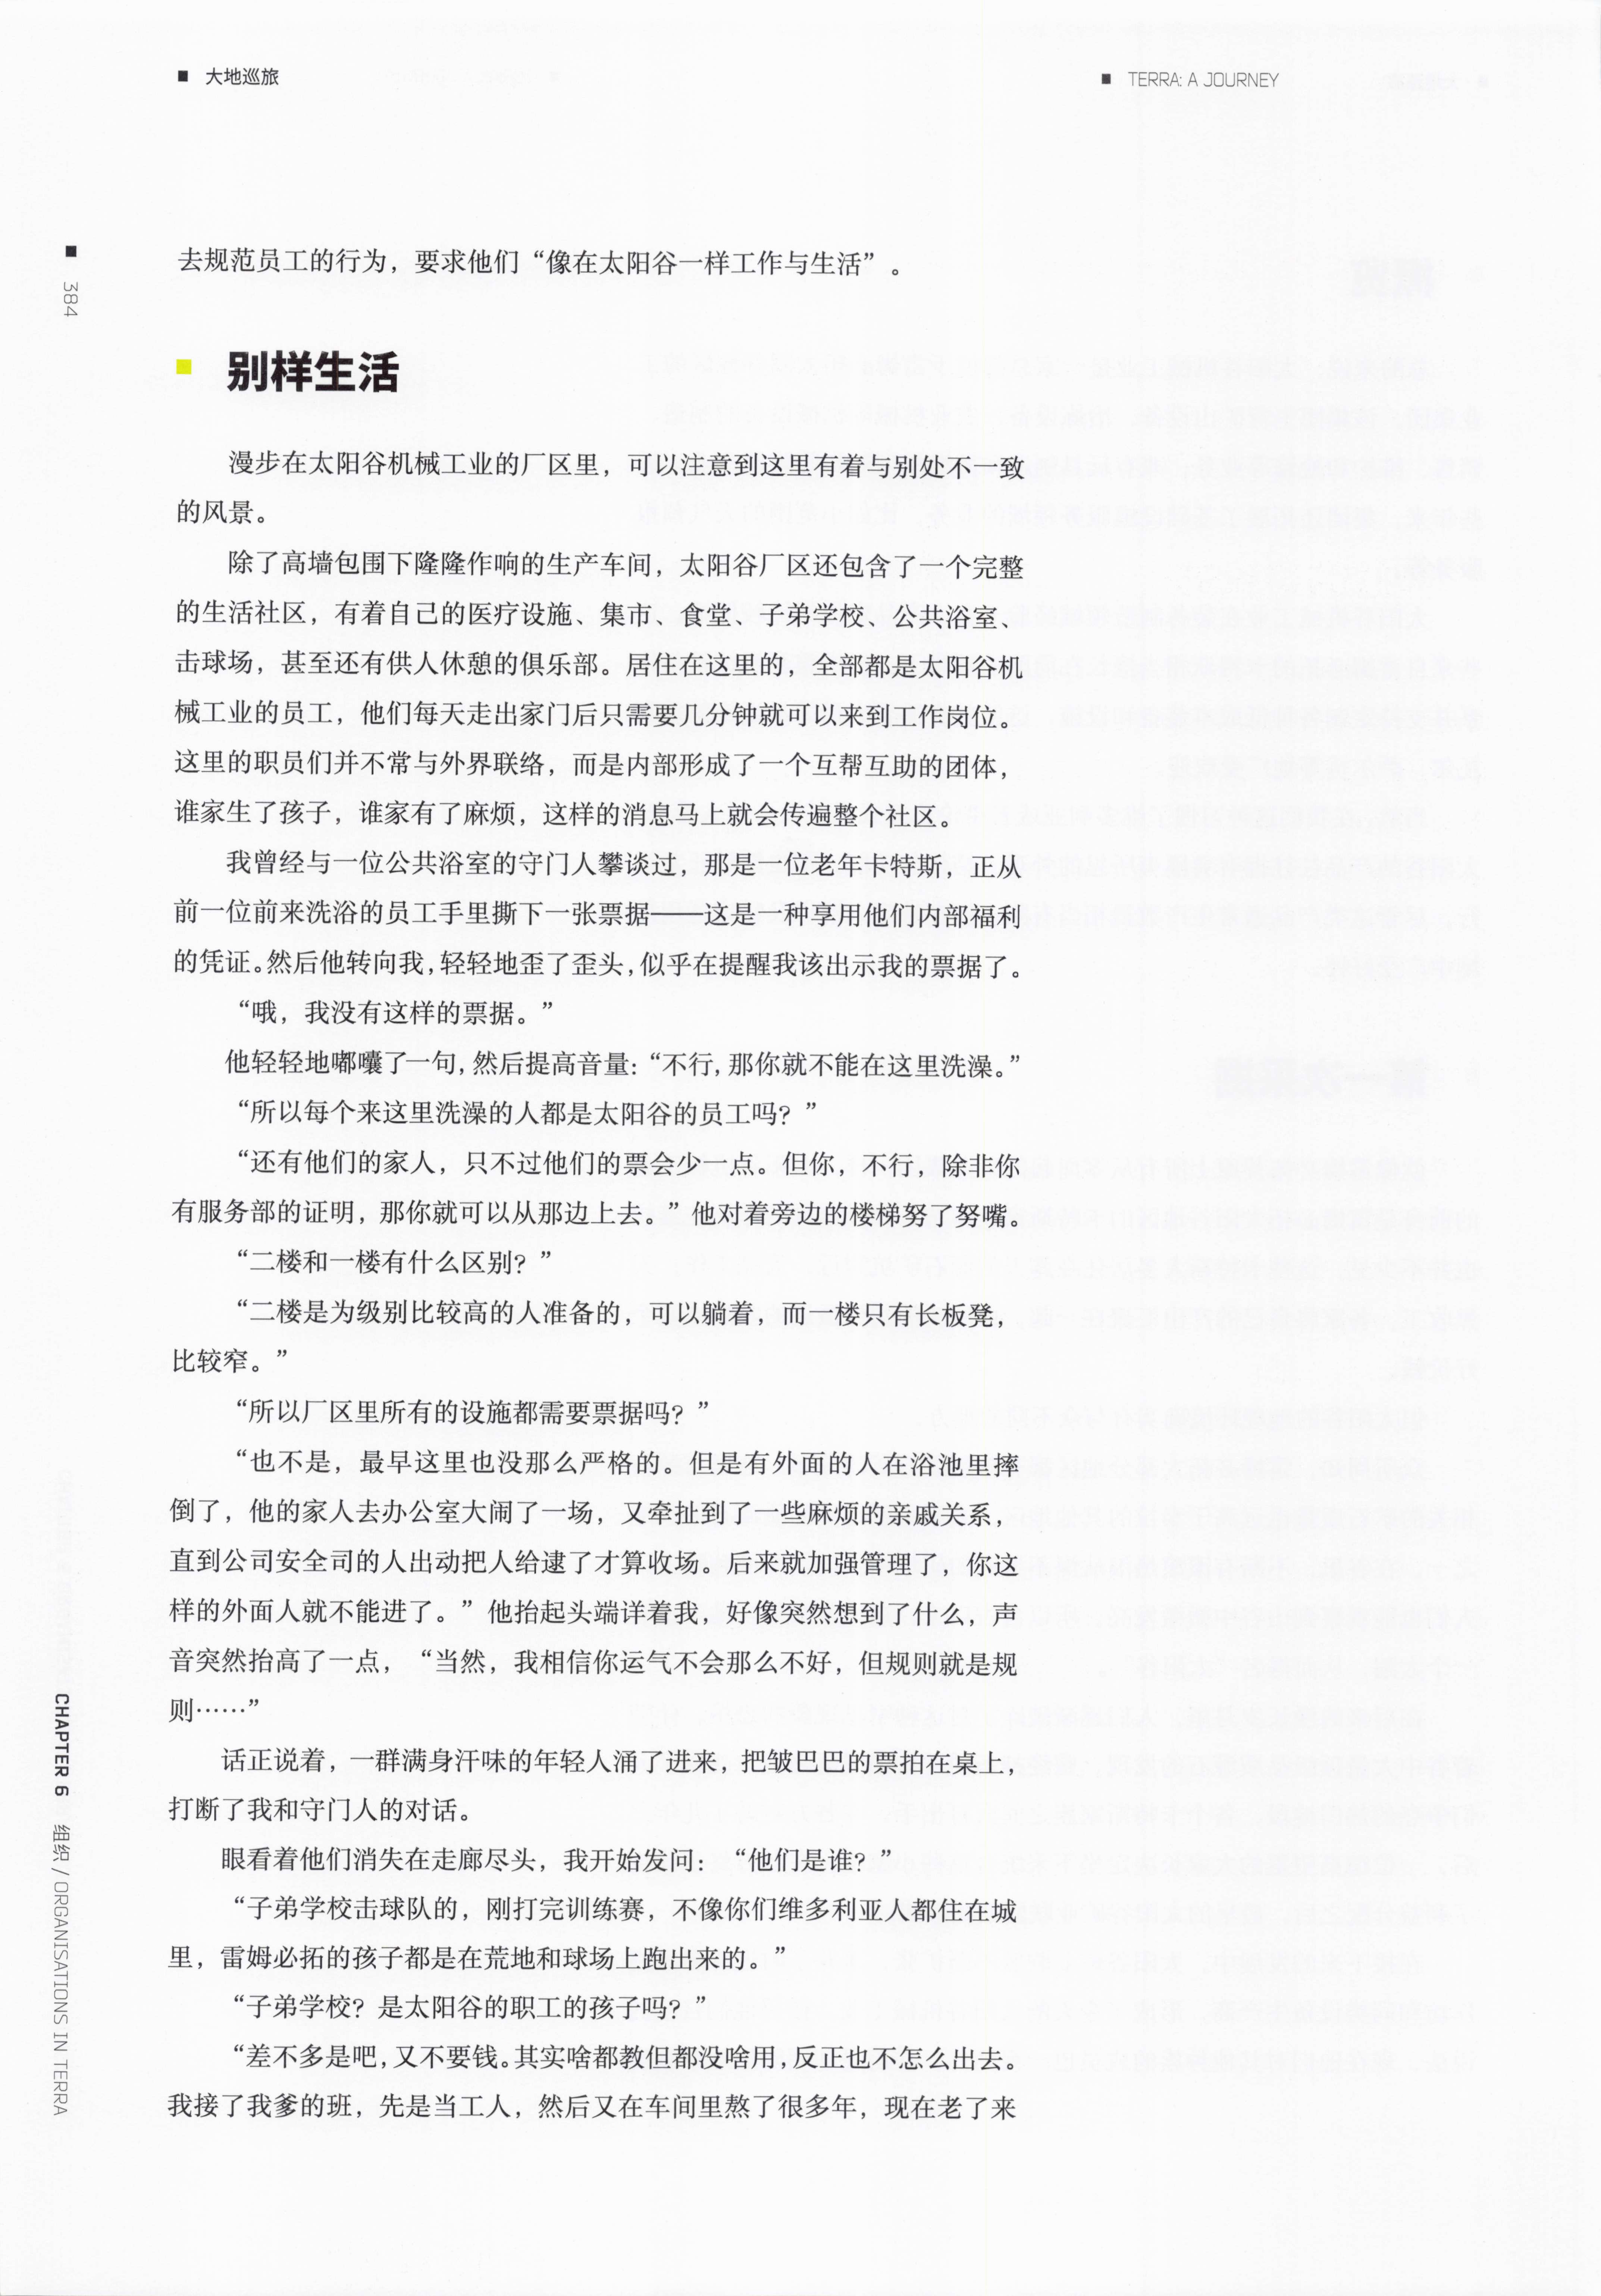 大地巡旅
TERRA: A JOURNEY
384
去规范员工的行为，要求他们“像在太阳谷一样工作与生活”。
别样生活
漫步在太阳谷机械工业的厂区里，可以注意到这里有着与别处不一致
的风景。
除了高墙包围下隆隆作响的生产车间，太阳谷厂区还包含了一个完整
的生活社区，有着自己的医疗设施、集市、食堂、子弟学校、公共浴室、
击球场，甚至还有供人休憩的俱乐部。居住在这里的，全部都是太阳谷机
械工业的员工，他们每天走出家门后只需要几分钟就可以来到工作岗位。
这里的职员们并不常与外界联络，而是内部形成了一个互帮互助的团体，
谁家生了孩子，谁家有了麻烦，这样的消息马上就会传遍整个社区。
我曾经与一位公共浴室的守门人攀谈过，那是一位老年卡特斯，正从
前一位前来洗浴的员工手里撕下一张票据——这是一种享用他们内部福利
的凭证。然后他转向我，轻轻地歪了歪头，似乎在提醒我该出示我的票据了。
“哦，我没有这样的票据。”
他轻轻地嘟囔了一句，然后提高音量：“不行，那你就不能在这里洗澡。”
“所以每个来这里洗澡的人都是太阳谷的员工吗？”
“还有他们的家人，只不过他们的票会少一点。但你，不行，除非你
有服务部的证明，那你就可以从那边上去。”他对着旁边的楼梯努了努嘴。
“二楼和一楼有什么区别？”
“二楼是为级别比较高的人准备的，可以躺着，而一楼只有长板凳，
比较窄。”
“所以厂区里所有的设施都需要票据吗？”
“也不是，最早这里也没那么严格的。但是有外面的人在浴池里摔
倒了，他的家人去办公室大闹了一场，又牵扯到了一些麻烦的亲戚关系，
直到公司安全司的人出动把人给逮了才算收场。后来就加强管理了，你这
样的外面人就不能进了。”他抬起头端详着我，好像突然想到了什么，声
音突然抬高了一点，“当然，我相信你运气不会那么不好，但规则就是规
则……”
话正说着，一群满身汗味的年轻人涌了进来，把皱巴巴的票拍在桌上，
打断了我和守门人的对话。
眼看着他们消失在走廊尽头，我开始发问：“他们是谁？”
“子弟学校击球队的，刚打完训练赛，不像你们维多利亚人都住在城
里，雷姆必拓的孩子都是在荒地和球场上跑出来的。”
“子弟学校？是太阳谷的职工的孩子吗？”
“差不多是吧，又不要钱。其实啥都教但都没啥用，反正也不怎么出去。
我接了我爹的班，先是当工人，然后又在车间里熬了很多年，现在老了来
CHAPTER 6 组织 / ORGANISATIONS IN TERRA